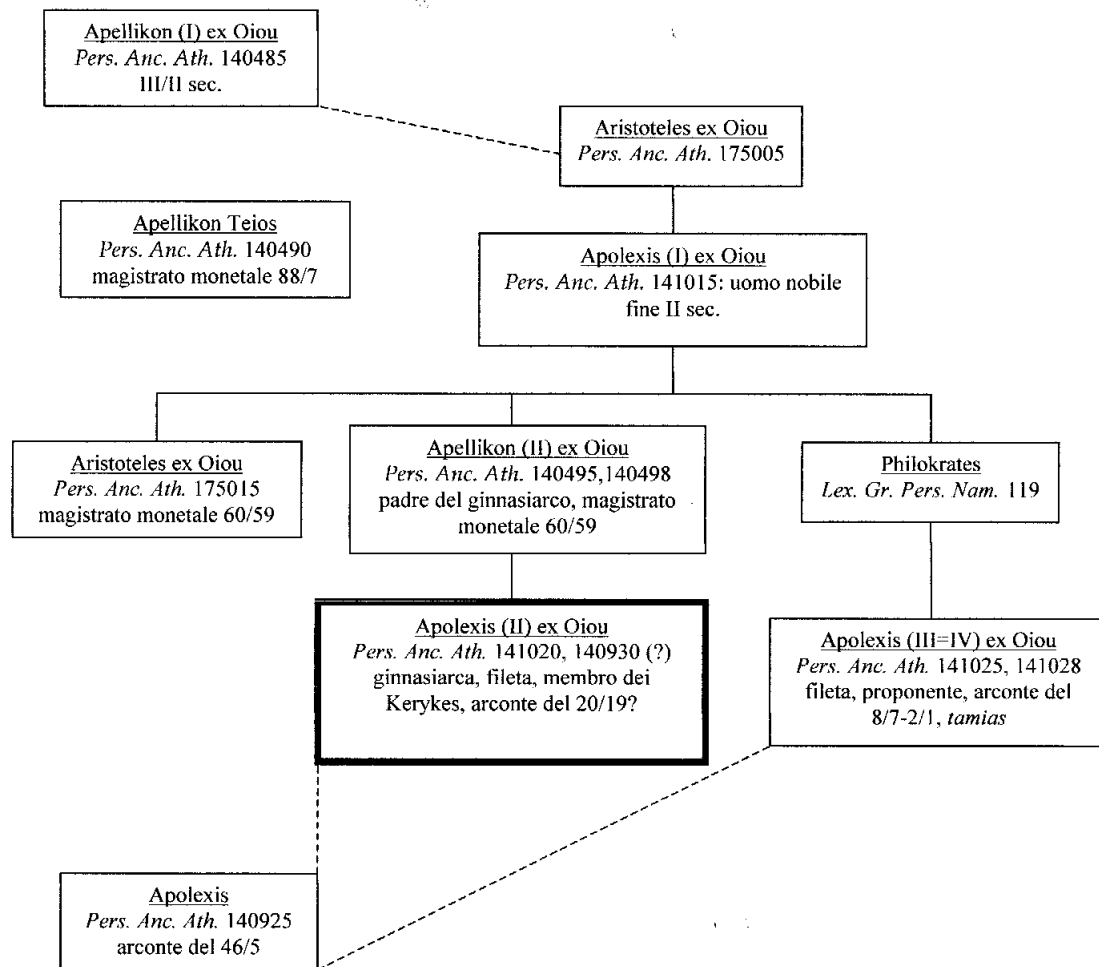 Apellikon (I) ex Oiou
Pers. Anc. Ath. 140485
III/II sec.
Aristoteles ex Oiou
Pers. Anc. Ath. 175005
Apellikon Teios
Pers. Anc. Ath. 140490
magistrato monetale 88/7
Apolexis (I) ex Oiou
Pers. Anc. Ath. 141015: uomo nobile
fine II sec.
Aristoteles ex Oiou
Pers. Anc. Ath. 175015
magistrato monetale 60/59
Apellikon (II) ex Oiou
Pers. Anc. Ath. 140495,140498
padre del ginnasiarco, magistrato
monetale 60/59
Philokrates
Lex. Gr. Pers. Nam. 119
Apolexis (II) ex Oiou
Pers. Anc. Ath. 141020, 140930 (?)
ginnasiarca, fileta, membro dei
Kerykes, arconte del 20/19?
Apolexis (III=IV) ex Oiou
Pers. Anc. Ath. 141025, 141028
fileta, proponente, arconte del
8/7-2/1, tamias
Apolexis
Pers. Anc. Ath. 140925
arconte del 46/5